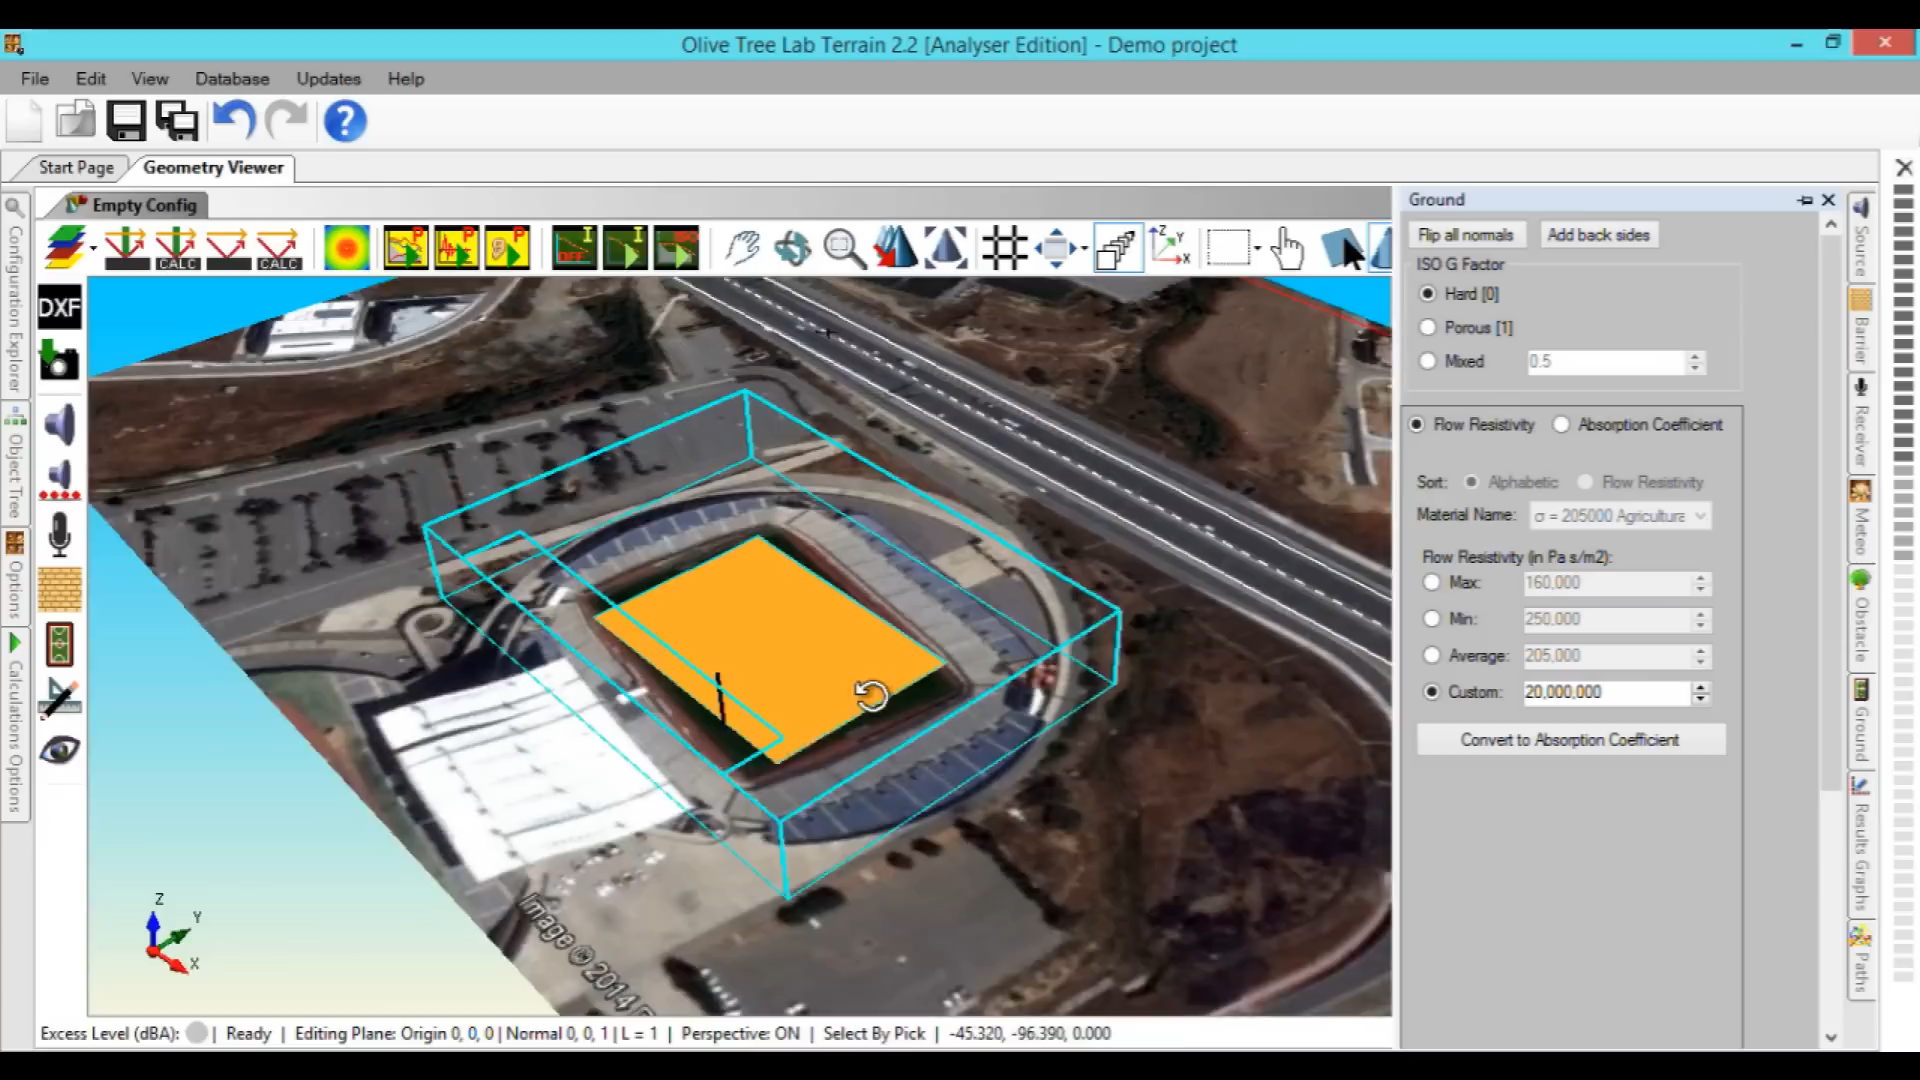 Olive Tree Lab Terrain 2.2 [Analyser Edition] - Demo project
File Edit View Database Updates Help
Start Page Geometry Viewer
Empty Config
Ground
Flip all normals Add back sides
ISO G Factor
Hard [0]
Porous [1]
Mixed 0.5
Flow Resistivity Absorption Coefficient
Sort: Alphabetic Flow Resistivity
Material Name: σ = 205000 Agricultura
Flow Resistivity (in Pa s/m2):
Max: 160,000
Min: 250,000
Average: 205,000
Custom: 20,000,000
Convert to Absorption Coefficient
CALC CALC
P P P I I
DXF
Configuration Explorer
Object Tree
Options
Calculations Options
Source
Barrier
Receiver
Meteo
Obstacle
Ground
Results Graphs
Paths
Z Y X
Z
Y
X
Image © 2014
Excess Level (dBA): | Ready | Editing Plane: Origin 0, 0, 0 | Normal 0, 0, 1 | L = 1 | Perspective: ON | Select By Pick | -45.320, -96.390, 0.000